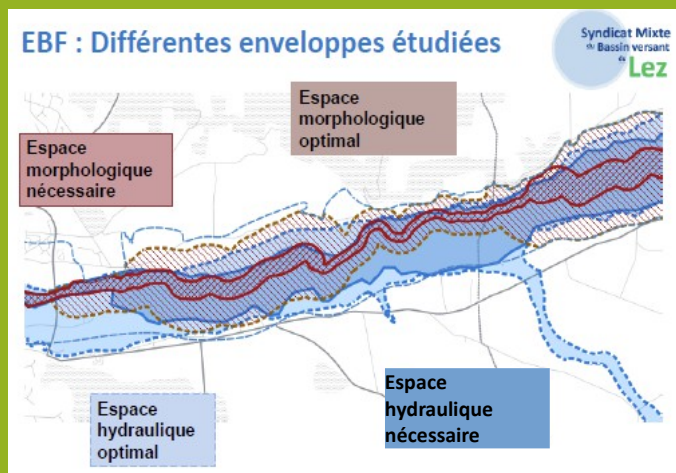 EBF : Différentes enveloppes étudiées
Syndicat Mixte
du Bassin versant
du Lez
Espace
morphologique
optimal
Espace
morphologique
nécessaire
Espace
hydraulique
optimal
Espace
hydraulique
nécessaire